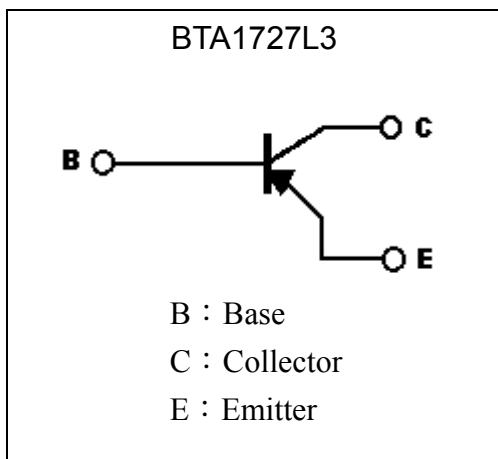 BTA1727L3
C
B
E
B：Base
C：Collector
E：Emitter